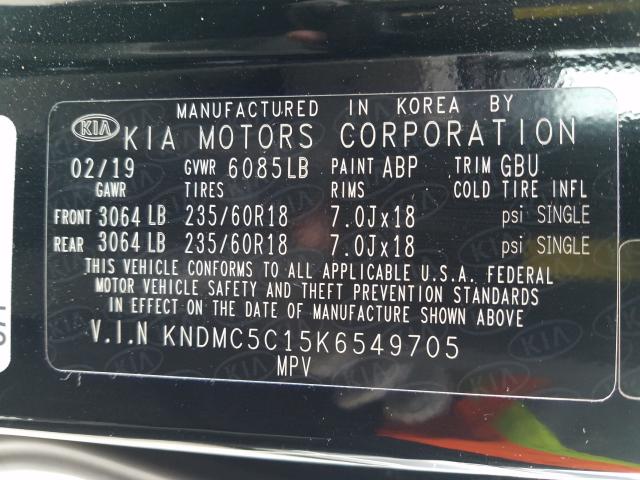 MANUFACTURED IN KOREA BY
KIA KIA MOTORS CORPORATION
02/19 GVWR 6085LB PAINT ABP TRIM GBU
GAWR TIRES RIMS COLD TIRE INFL
FRONT 3064 LB 235/60R18 7.0Jx18 psi SINGLE
REAR 3064 LB 235/60R18 7.0Jx18 psi SINGLE
THIS VEHICLE CONFORMS TO ALL APPLICABLE U.S.A. FEDERAL
MOTOR VEHICLE SAFETY AND THEFT PREVENTION STANDARDS
IN EFFECT ON THE DATE OF MANUFACTURE SHOWN ABOVE
V.I.N KNDMC5C15K6549705
MPV